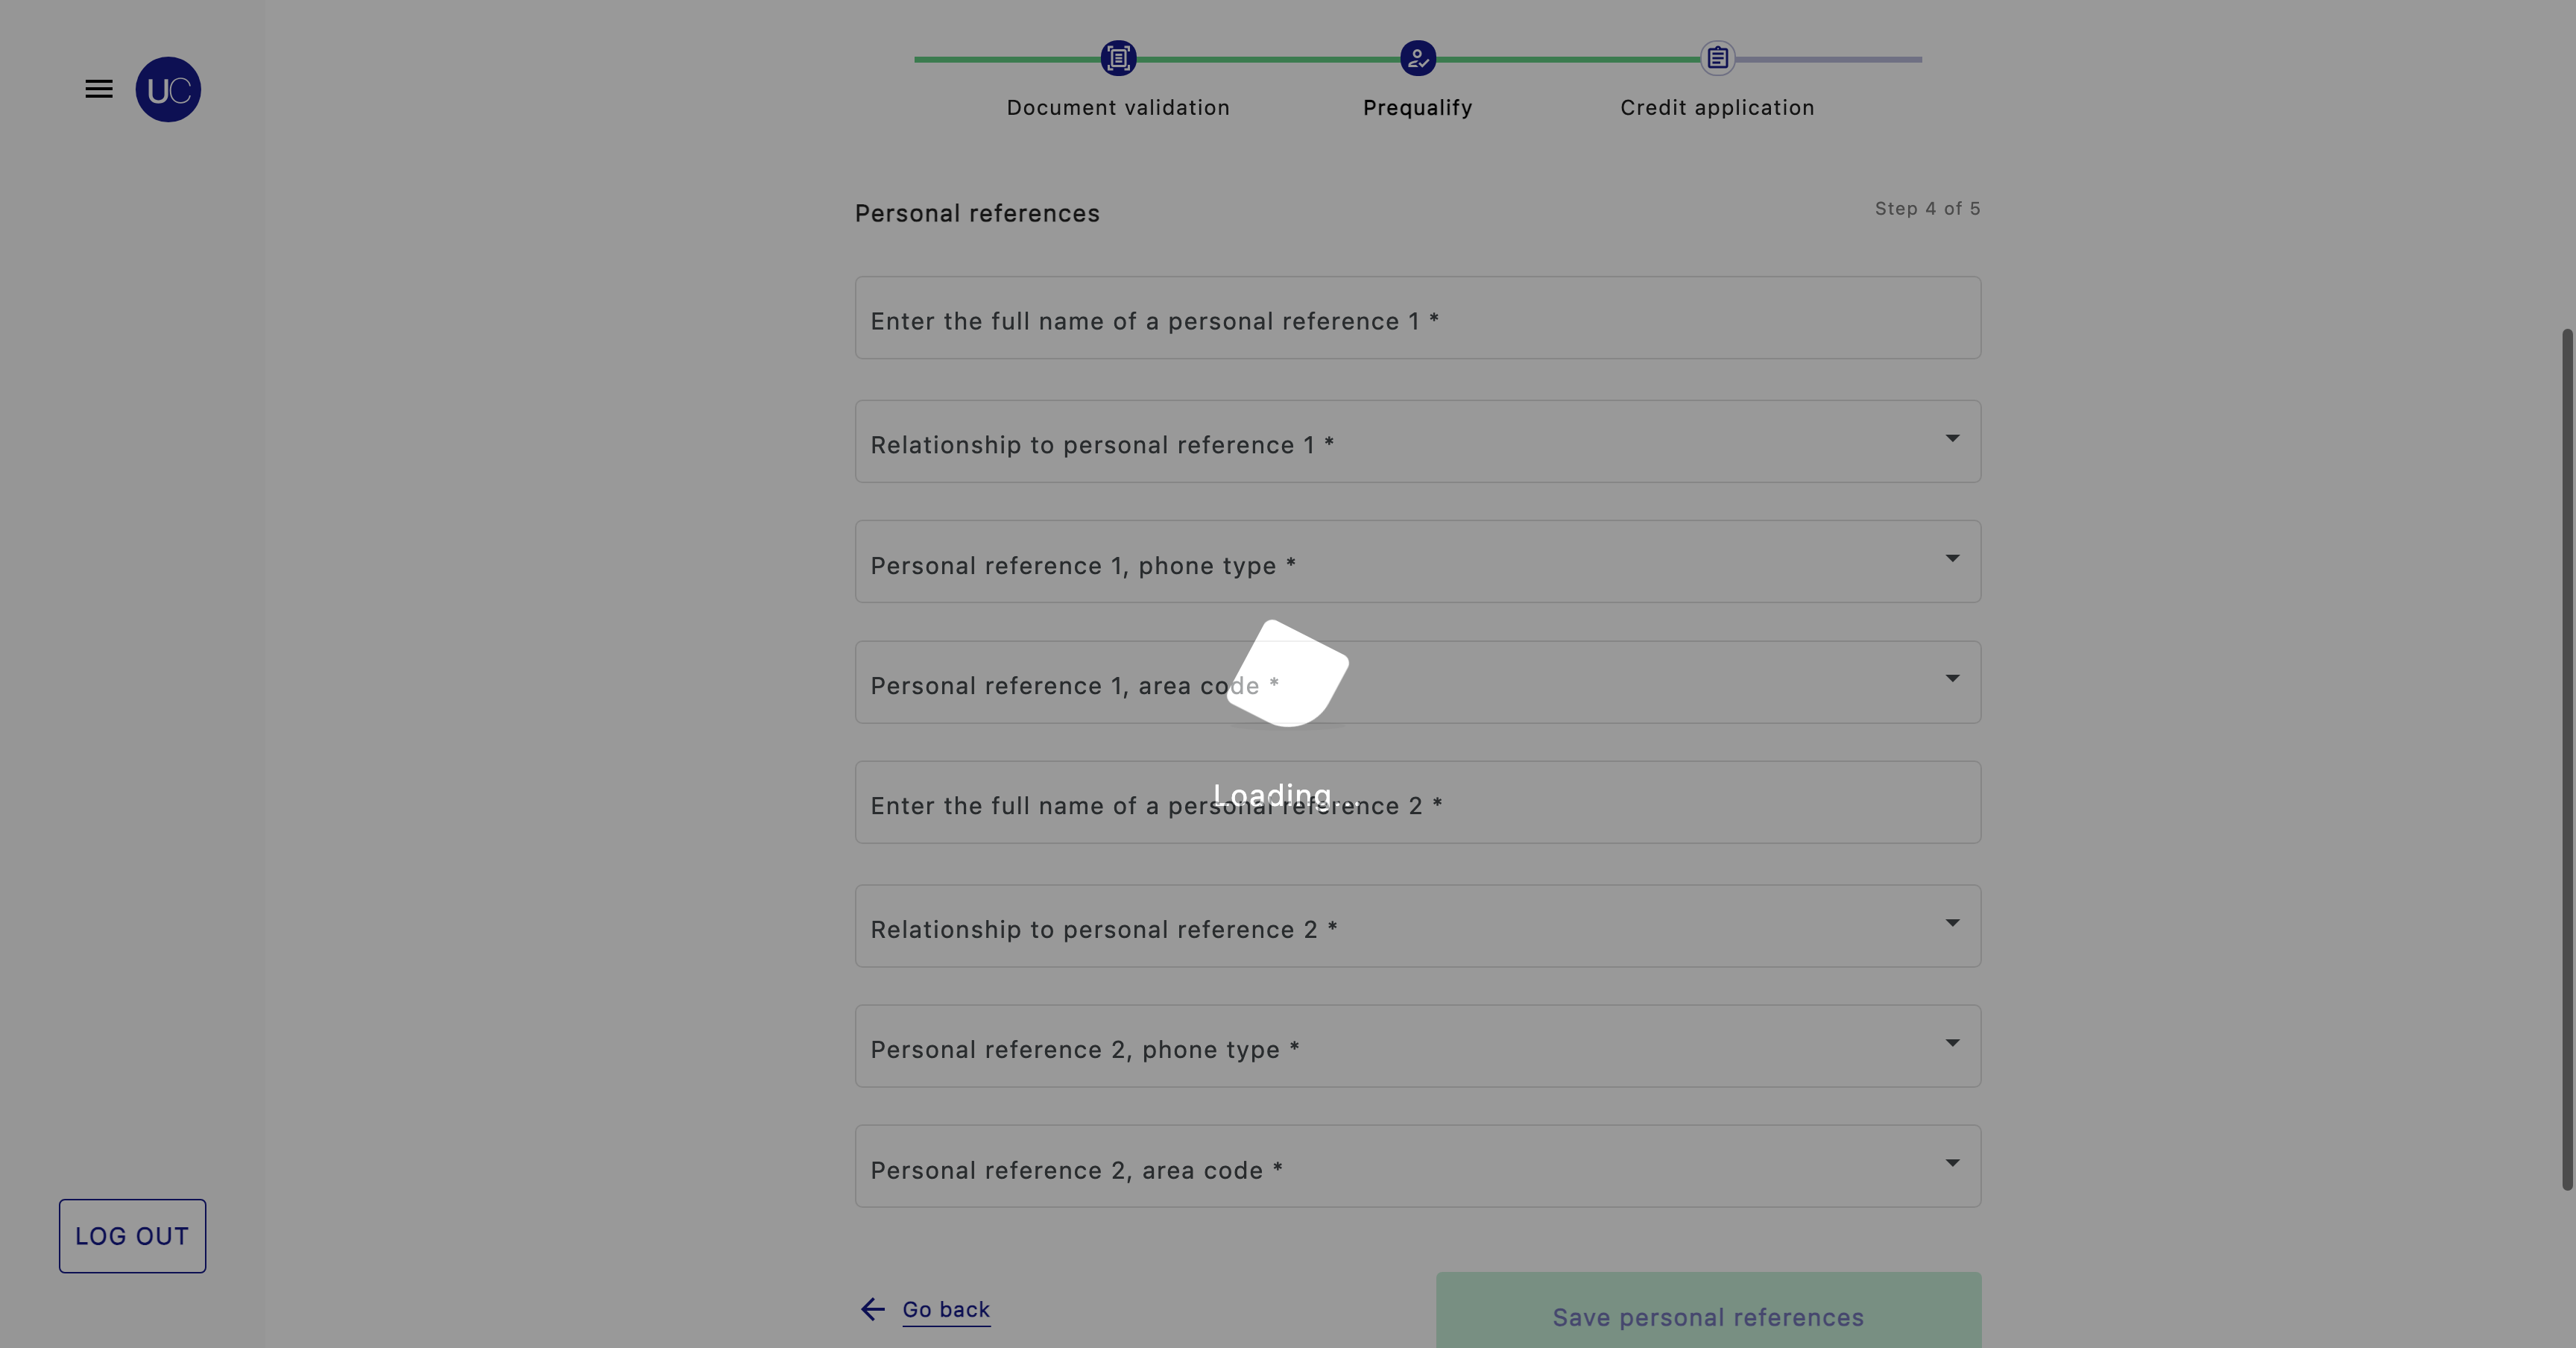 UC
Document validation
Prequalify
Credit application
Personal references
Step 4 of 5
Enter the full name of a personal reference 1 *
Relationship to personal reference 1 *
Personal reference 1, phone type *
Personal reference 1, area code *
Loading...
Enter the full name of a personal reference 2 *
Relationship to personal reference 2 *
Personal reference 2, phone type *
Personal reference 2, area code *
LOG OUT
Go back
Save personal references